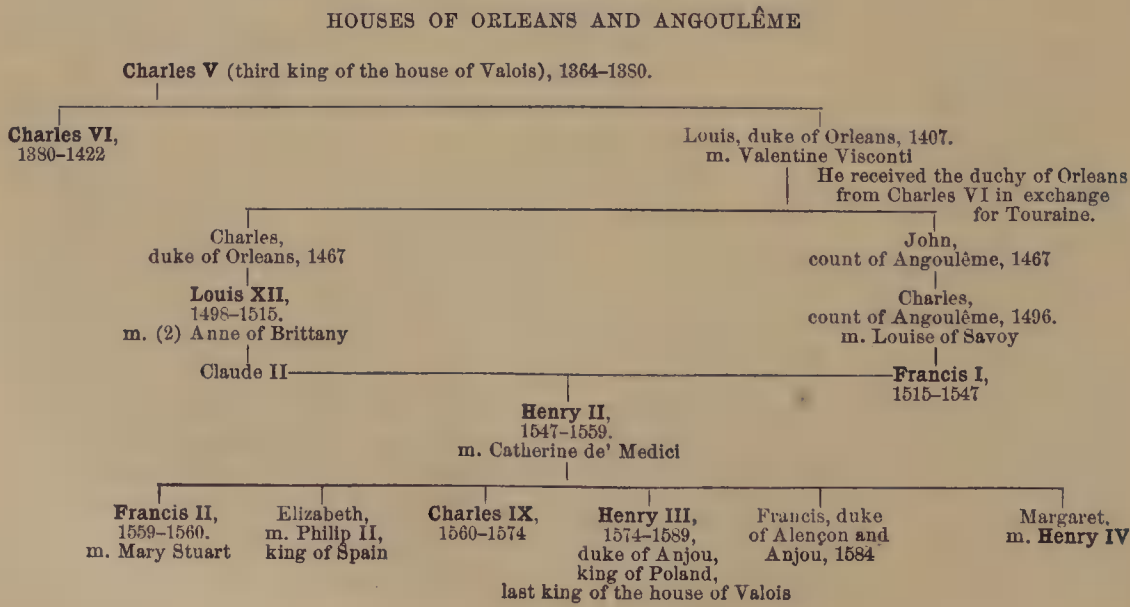 HOUSES OF ORLEANS AND ANGOULÊME
Charles V (third king of the house of Valois), 1364–1380.
Charles VI,
1380–1422
Louis, duke of Orleans, 1407.
m. Valentine Visconti
He received the duchy of Orleans
from Charles VI in exchange
for Touraine.
Charles,
duke of Orleans, 1467
John,
count of Angoulême, 1467
Louis XII,
1498–1515.
m. (2) Anne of Brittany
Charles,
count of Angoulême, 1496.
m. Louise of Savoy
Claude II
Francis I,
1515–1547
Henry II,
1547–1559.
m. Catherine de' Medici
Francis II,
1559–1560.
m. Mary Stuart
Elizabeth,
m. Philip II,
king of Spain
Charles IX,
1560–1574
Henry III,
1574–1589,
duke of Anjou,
king of Poland,
last king of the house of Valois
Francis, duke
of Alençon and
Anjou, 1584
Margaret,
m. Henry IV